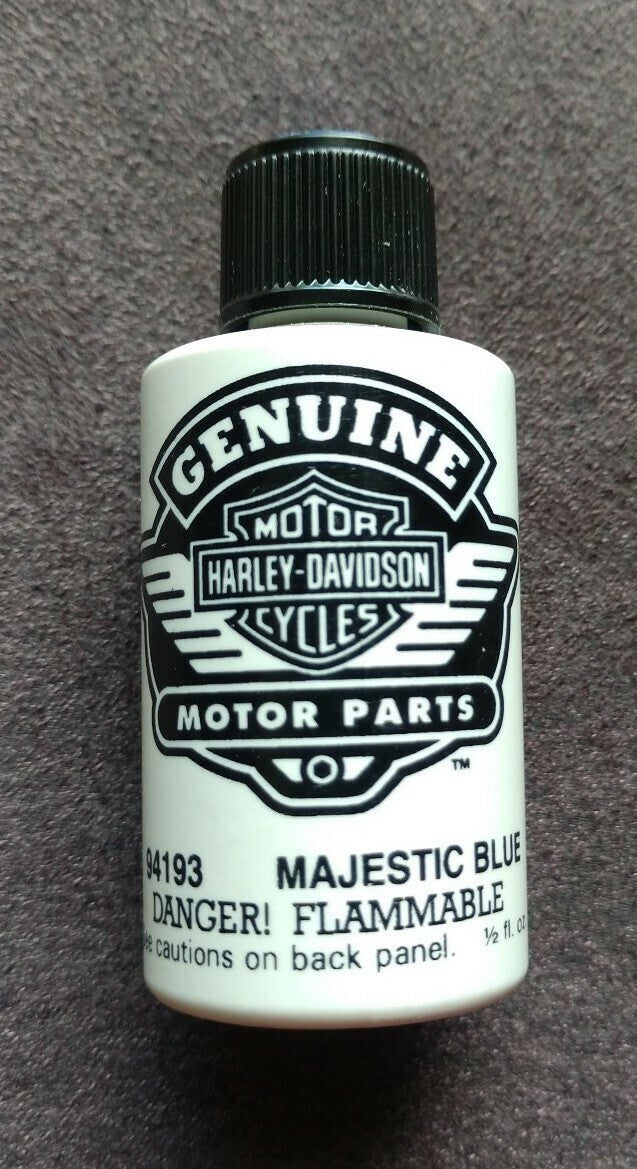 GENUINE
MOTOR
HARLEY-DAVIDSON
CYCLES
MOTOR PARTS
TM
94193 MAJESTIC BLUE
DANGER! FLAMMABLE
cautions on back panel. ½ fl. oz